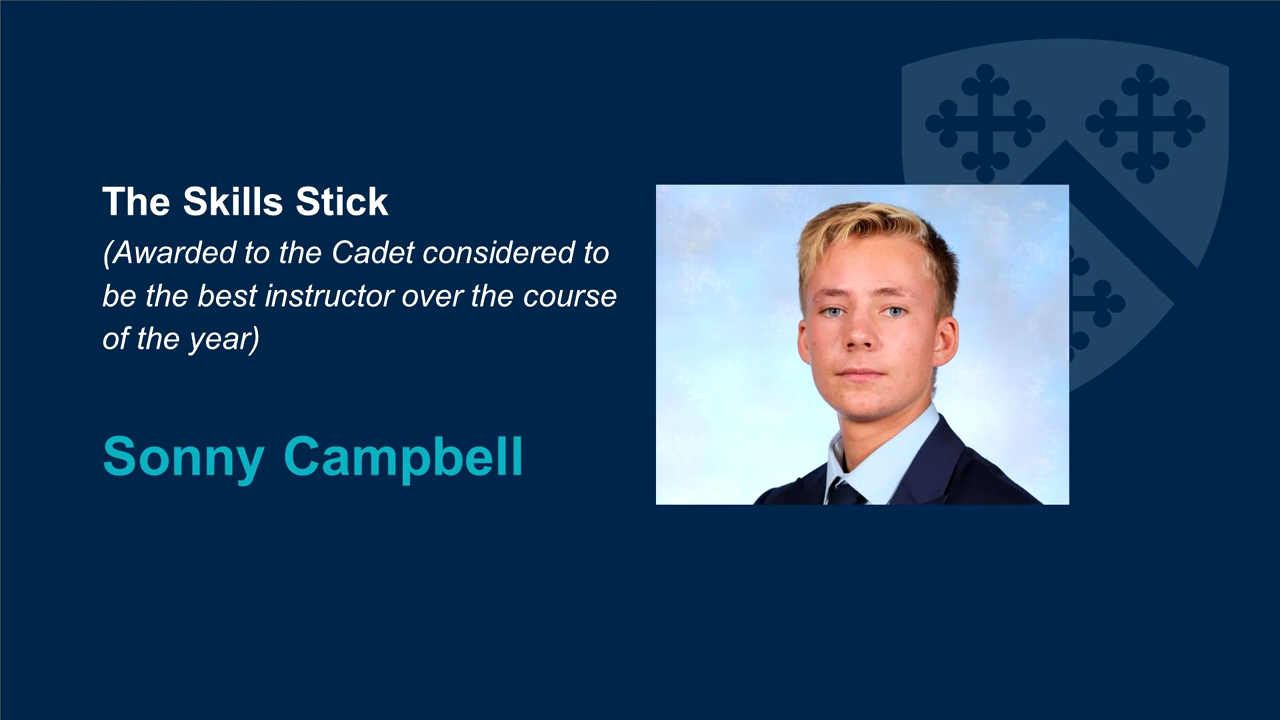 The Skills Stick
(Awarded to the Cadet considered to
be the best instructor over the course
of the year)
Sonny Campbell